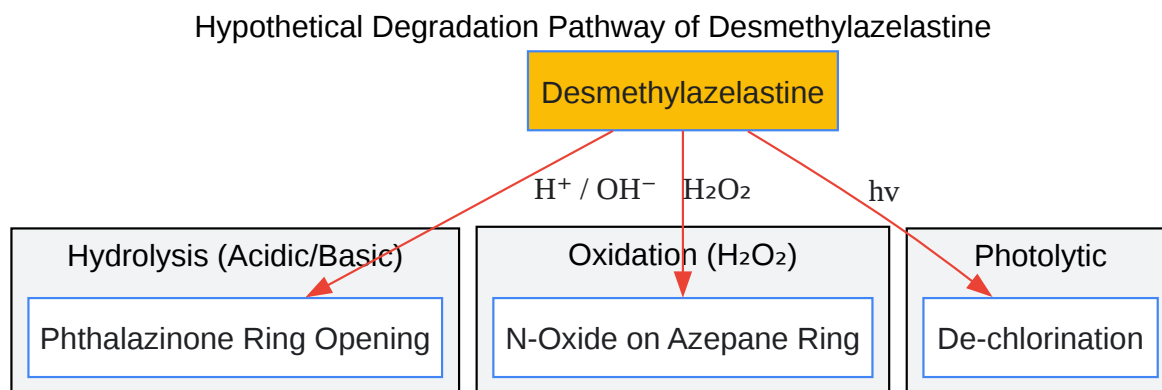 Hypothetical Degradation Pathway of Desmethylazelastine
Desmethylazelastine
H⁺ / OH⁻
H₂O₂
hv
Hydrolysis (Acidic/Basic)
Oxidation (H₂O₂)
Photolytic
Phthalazinone Ring Opening
N-Oxide on Azepane Ring
De-chlorination